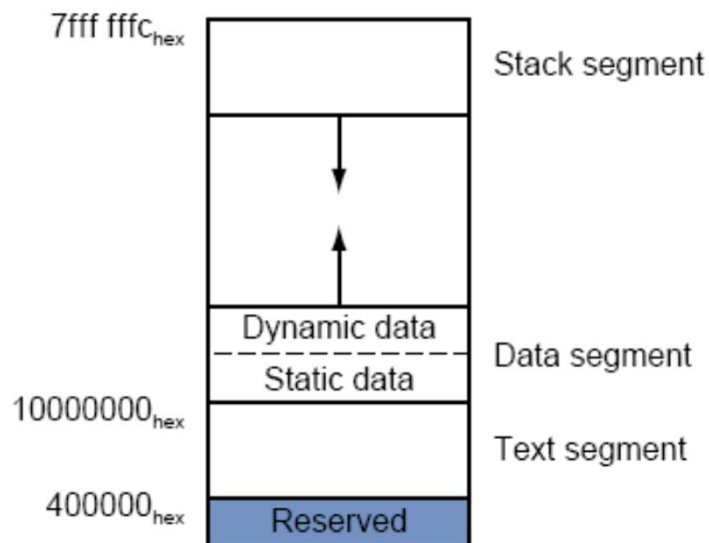 7fff fffchex
Stack segment
Dynamic data
Data segment
Static data
10000000hex
Text segment
400000hex
Reserved